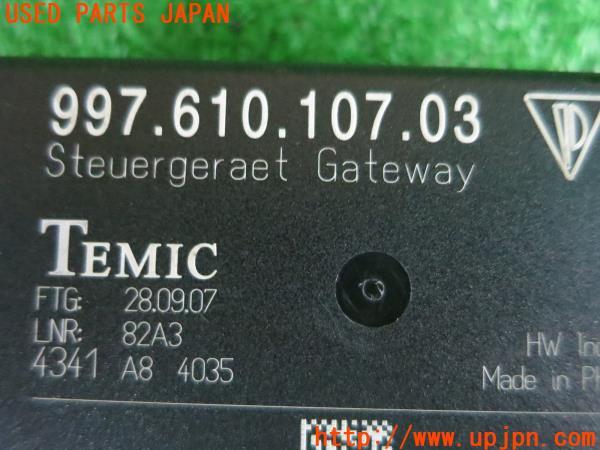 USED PARTS JAPAN
997.610.107.03
Steuergeraet Gateway
TEMIC
FTG: 28.09.07
LNR: 82A3
4341 A8 4035
HW
Made in
http://www.upjpn.com